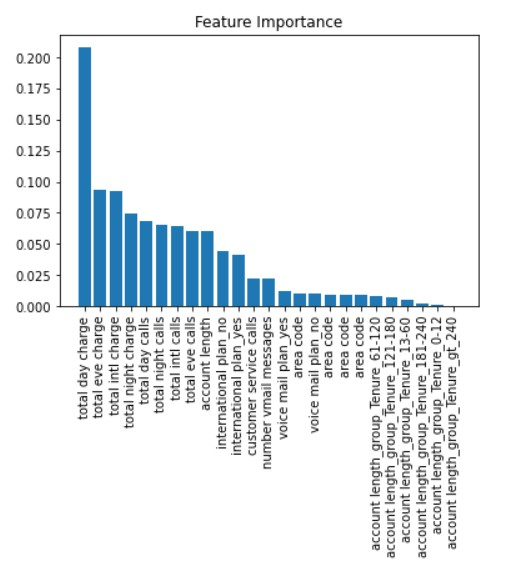 Feature Importance
0.200
0.175
0.150
0.125
0.100
0.075
0.050
0.025
0.000
total day charge
total eve charge
total intl charge
total night charge
total day calls
total night calls
total intl calls
total eve calls
account length
international plan_no
international plan_yes
customer service calls
number vmail messages
voice mail plan_yes
area code
voice mail plan_no
area code
area code
area code
account length_group_Tenure_61-120
account length_group_Tenure_121-180
account length_group_Tenure_13-60
account length_group_Tenure_181-240
account length_group_Tenure_0-12
account length_group_Tenure_gt_240